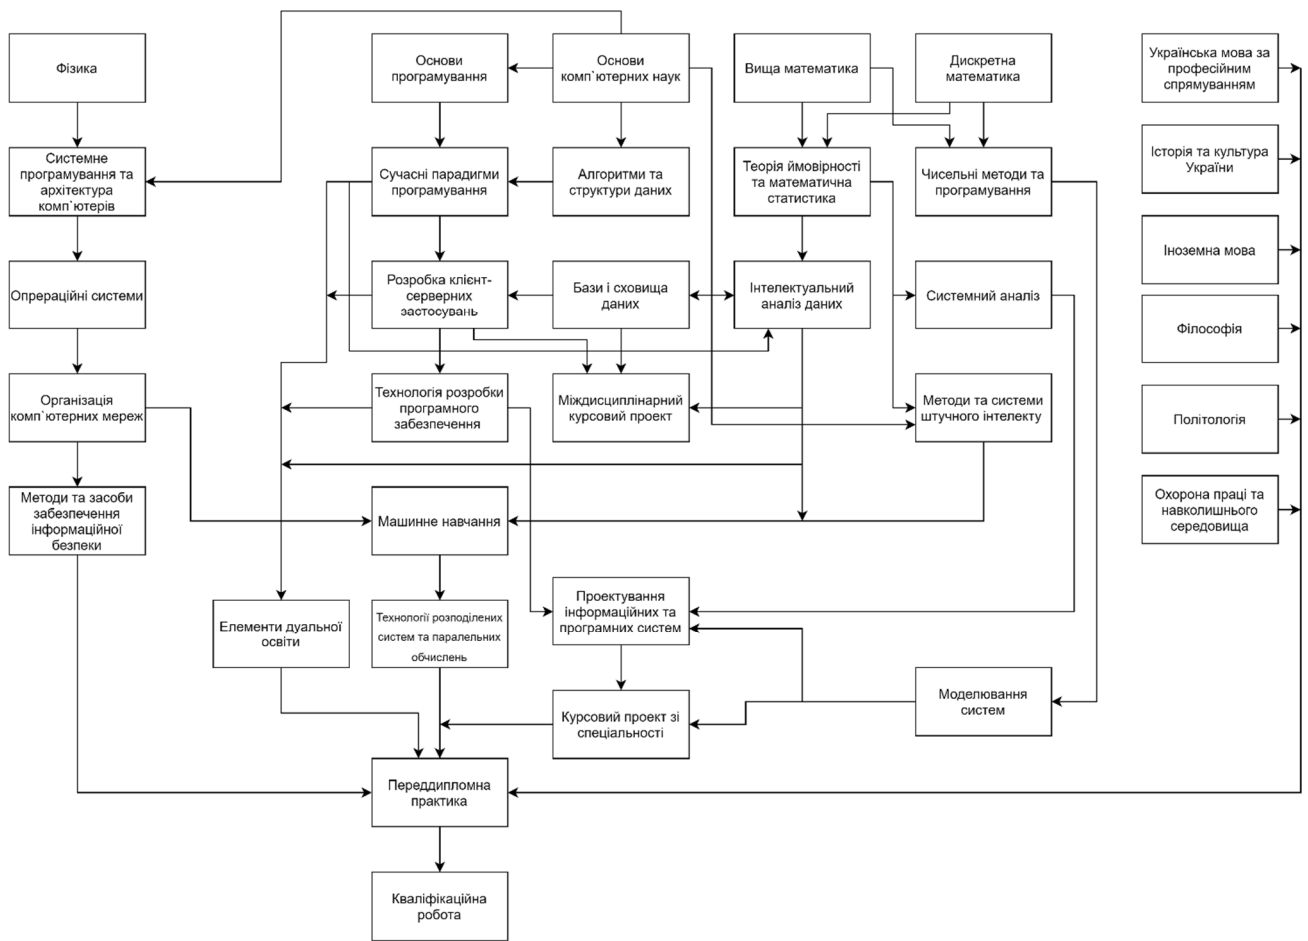 Фізика
Основи
програмування
Основи
комп`ютерних наук
Вища математика
Дискретна
математика
Українська мова за
професійним
спрямуванням
Системне
програмування та
архітектура
комп`ютерів
Сучасні парадигми
програмування
Алгоритми та
структури даних
Теорія ймовірності
та математична
статистика
Чисельні методи та
програмування
Історія та культура
України
Опрераційні системи
Розробка клієнт-
серверних
застосувань
Бази і сховища
даних
Інтелектуальний
аналіз даних
Системний аналіз
Іноземна мова
Філософія
Організація
комп`ютерних мереж
Технологія розробки
програмного
забезпечення
Міждисциплінарний
курсовий проект
Методи та системи
штучного інтелекту
Політологія
Методи та засоби
забезпечення
інформаційної
безпеки
Машинне навчання
Охорона праці та
навколишнього
середовища
Елементи дуальної
освіти
Технології розподілених
систем та паралельних
обчислень
Проектування
інформаційних та
програмних систем
Курсовий проект зі
спеціальності
Моделювання
систем
Переддипломна
практика
Кваліфікаційна
робота